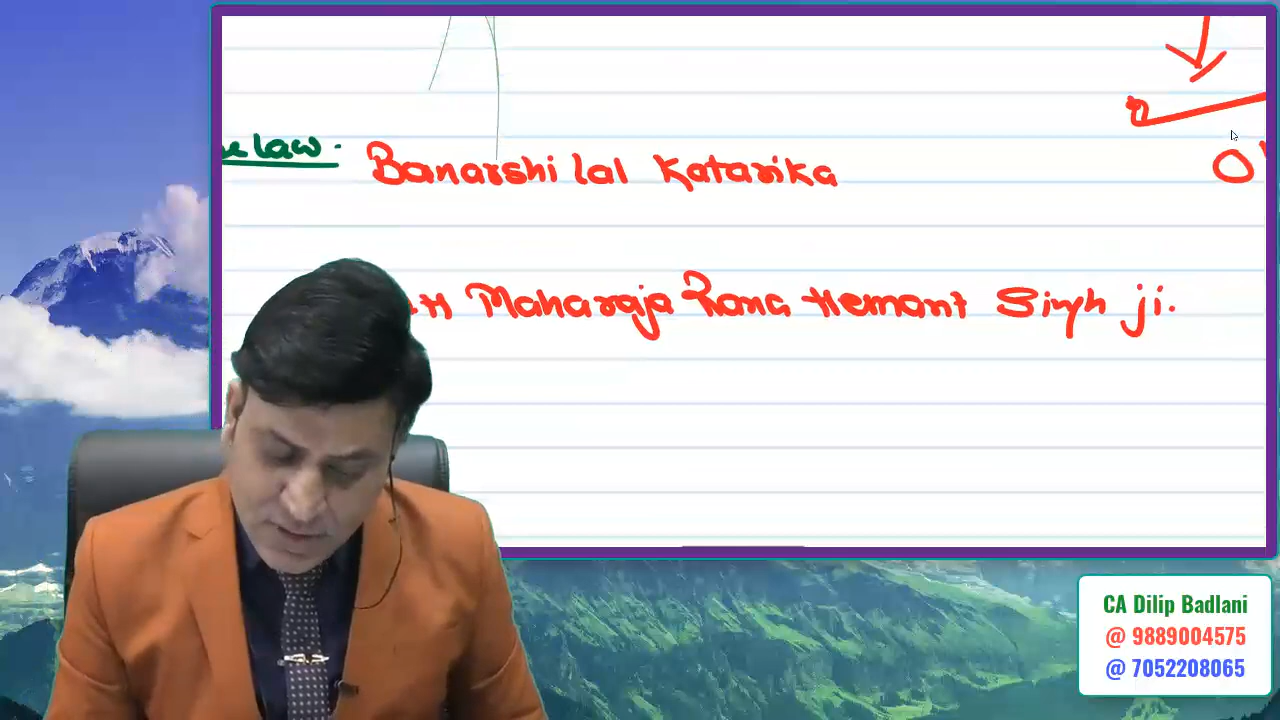 law.
Banarshi lal Katarika
Maharaja Rana Hemant Singh ji.
CA Dilip Badlani
@ 9889004575
@ 7052208065